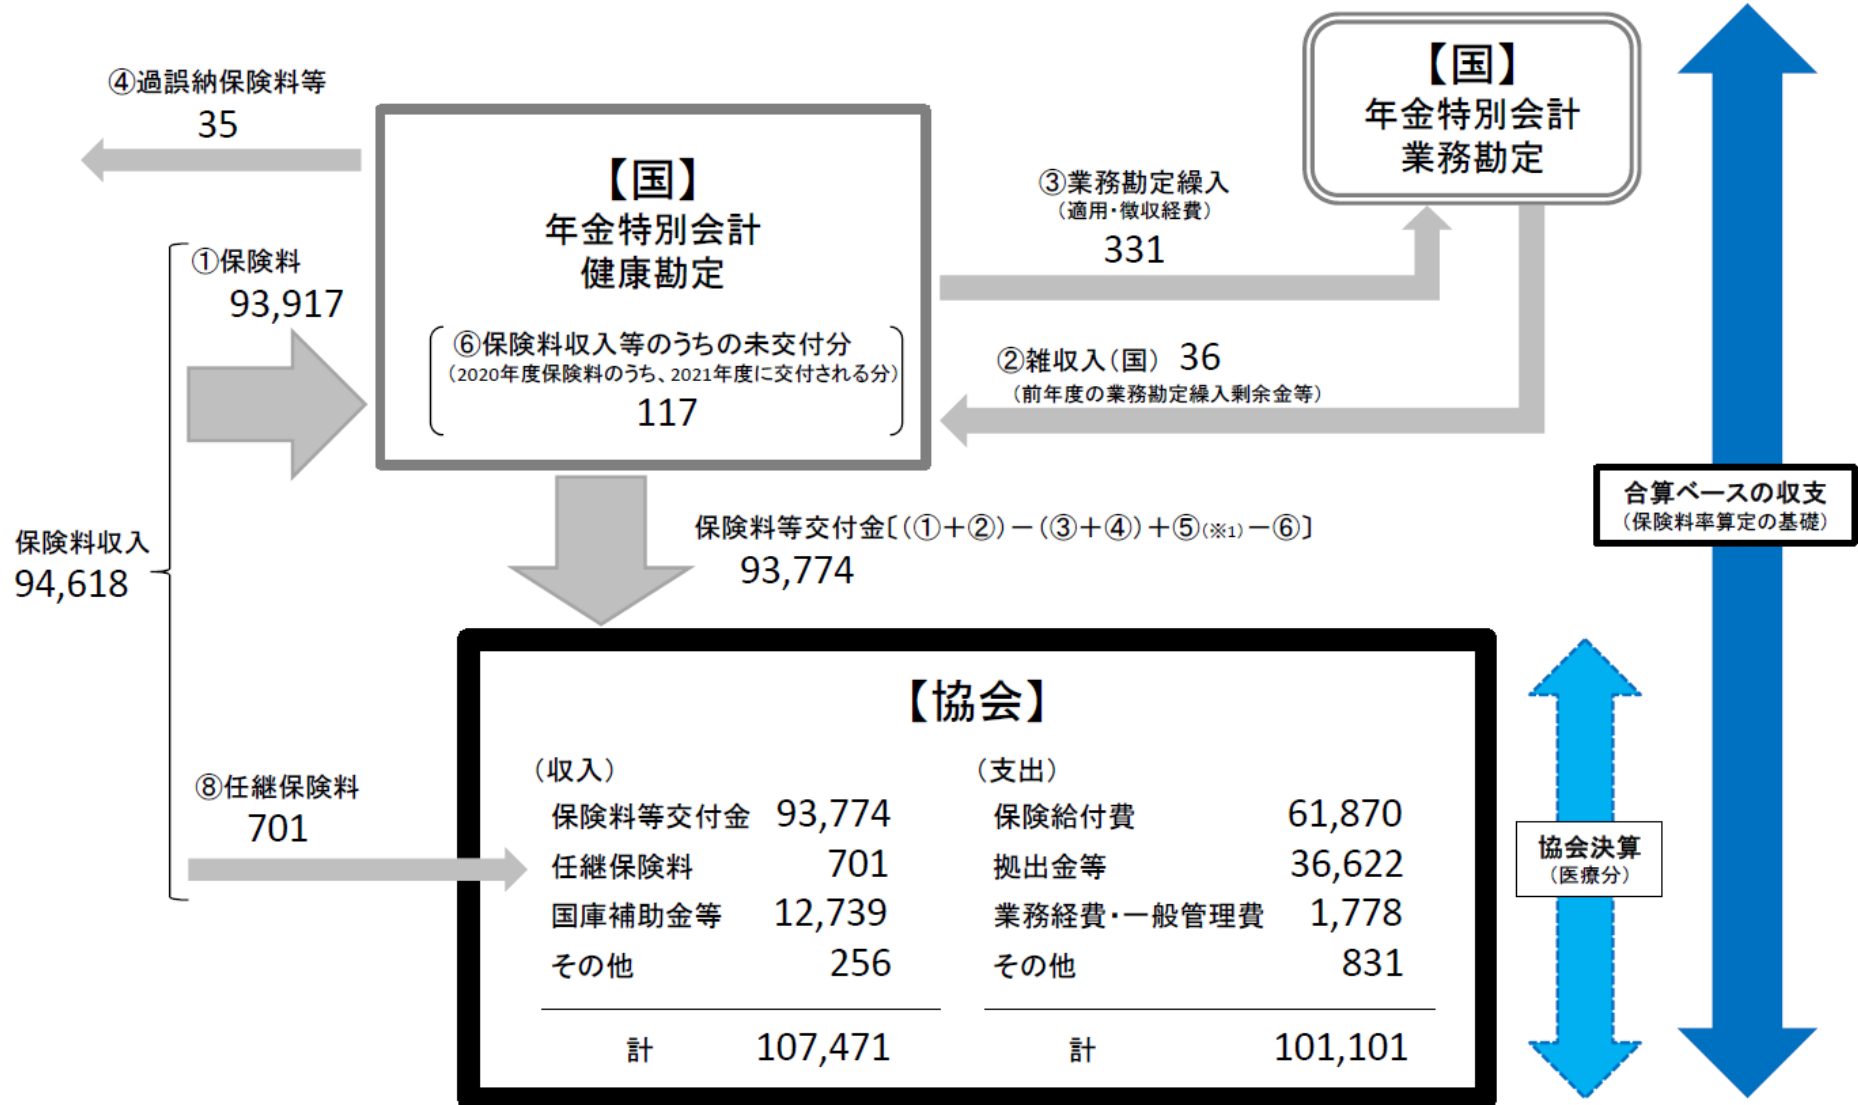 ④過誤納保険料等
35
【国】
年金特別会計
健康勘定
⑥保険料収入等のうちの未交付分
(2020年度保険料のうち、2021年度に交付される分)
117
【国】
年金特別会計
業務勘定
③業務勘定繰入
(適用・徴収経費)
331
②雑収入(国) 36
(前年度の業務勘定繰入剰余金等)
①保険料
93,917
保険料収入
94,618
保険料等交付金〔(①+②)-(③+④)+⑤(※1)-⑥〕
93,774
合算ベースの収支
(保険料率算定の基礎)
⑧任継保険料
701
【協会】
(収入) (支出)
保険料等交付金 93,774 保険給付費 61,870
任継保険料 701 拠出金等 36,622
国庫補助金等 12,739 業務経費・一般管理費 1,778
その他 256 その他 831
計 107,471 計 101,101
協会決算
(医療分)